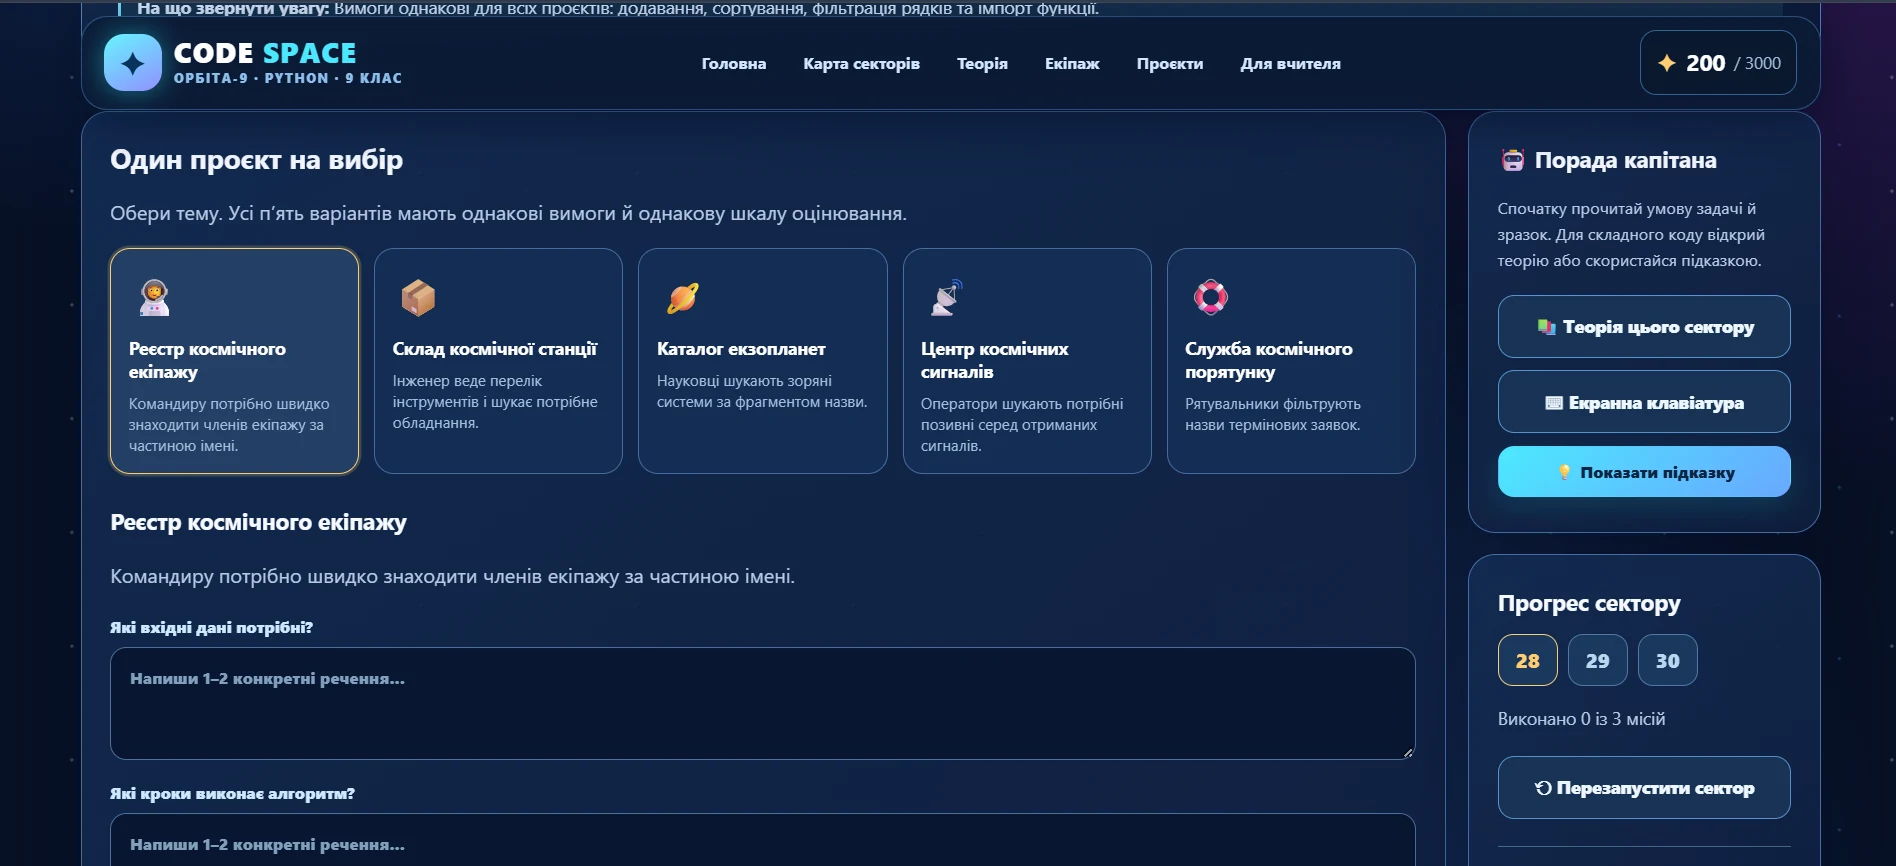 На що звернути увагу: Вимоги однакові для всіх проєктів: додавання, сортування, фільтрація рядків та імпорт функції.
CODE SPACE
ОРБІТА-9 · PYTHON · 9 КЛАС
Головна
Карта секторів
Теорія
Екіпаж
Проєкти
Для вчителя
200 / 3000
Один проєкт на вибір
Обери тему. Усі п’ять варіантів мають однакові вимоги й однакову шкалу оцінювання.
Реєстр космічного
екіпажу
Командиру потрібно швидко
знаходити членів екіпажу за
частиною імені.
Склад космічної станції
Інженер веде перелік
інструментів і шукає потрібне
обладнання.
Каталог екзопланет
Науковці шукають зоряні
системи за фрагментом назви.
Центр космічних
сигналів
Оператори шукають потрібні
позивні серед отриманих
сигналів.
Служба космічного
порятунку
Рятувальники фільтрують
назви термінових заявок.
Реєстр космічного екіпажу
Командиру потрібно швидко знаходити членів екіпажу за частиною імені.
Які вхідні дані потрібні?
Напиши 1–2 конкретні речення...
Які кроки виконає алгоритм?
Напиши 1–2 конкретні речення...
Порада капітана
Спочатку прочитай умову задачі й
зразок. Для складного коду відкрий
теорію або скористайся підказкою.
Теорія цього сектору
Екранна клавіатура
Показати підказку
Прогрес сектору
28
29
30
Виконано 0 із 3 місій
Перезапустити сектор